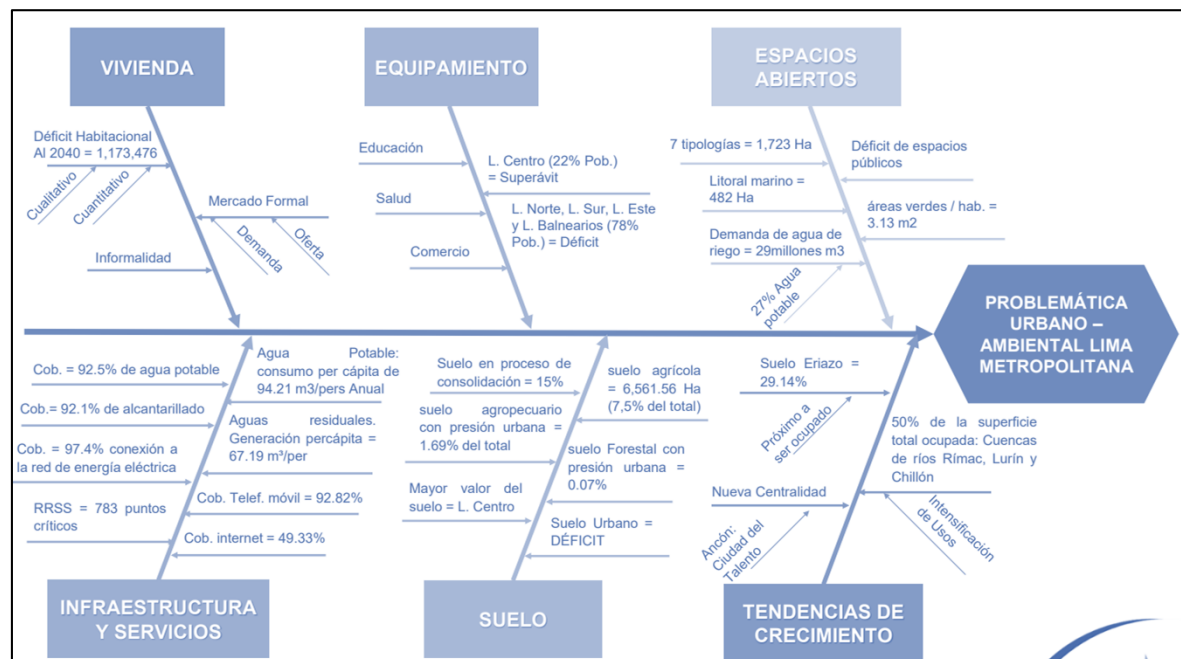 VIVIENDA
Déficit Habitacional
Al 2040 = 1,173,476
Cualitativo
Cuantitativo
Mercado Formal
Demanda
Oferta
Informalidad
EQUIPAMIENTO
Educación
L. Centro (22% Pob.)
= Superávit
Salud
L. Norte, L. Sur, L. Este
y L. Balnearios (78%
Pob.) = Déficit
Comercio
ESPACIOS
ABIERTOS
7 tipologías = 1,723 Ha
Déficit de espacios
públicos
Litoral marino =
482 Ha
áreas verdes / hab. =
3.13 m2
Demanda de agua de
riego = 29millones m3
27% Agua
potable
PROBLEMÁTICA
URBANO –
AMBIENTAL LIMA
METROPOLITANA
Cob. = 92.5% de agua potable
Agua Potable:
consumo per cápita de
94.21 m3/pers Anual
Cob.= 92.1% de alcantarillado
Aguas residuales.
Generación percápita =
67.19 m³/per
Cob. = 97.4% conexión a
la red de energía eléctrica
Cob. Telef. móvil = 92.82%
RRSS = 783 puntos
críticos
Cob. internet = 49.33%
INFRAESTRUCTURA
Y SERVICIOS
Suelo en proceso de
consolidación = 15%
suelo agrícola
= 6,561.56 Ha
(7,5% del total)
suelo agropecuario
con presión urbana =
1.69% del total
suelo Forestal con
presión urbana =
0.07%
Mayor valor del
suelo = L. Centro
Suelo Urbano =
DÉFICIT
SUELO
Suelo Eriazo =
29.14%
Próximo a
ser ocupado
50% de la superficie
total ocupada: Cuencas
de ríos Rímac, Lurín y
Chillón
Nueva Centralidad
Ancón:
Ciudad del
Talento
Intensificación
de Usos
TENDENCIAS DE
CRECIMIENTO